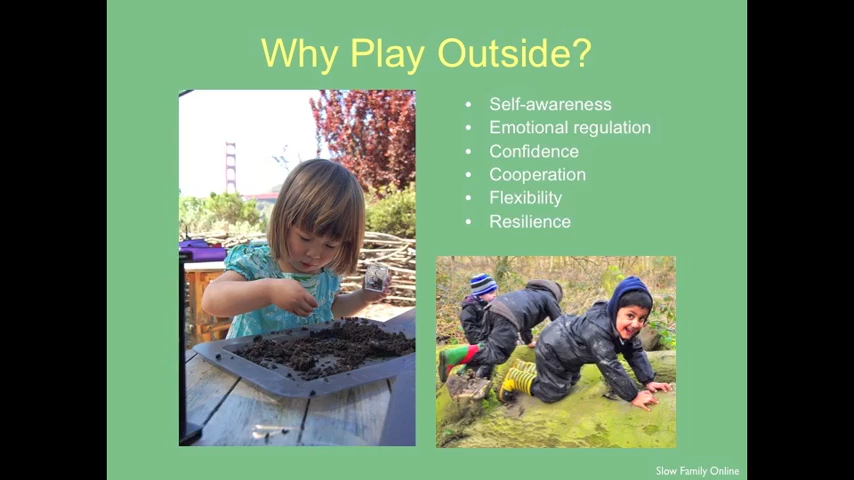 Why Play Outside?
• Self-awareness
• Emotional regulation
• Confidence
• Cooperation
• Flexibility
• Resilience
Slow Family Online